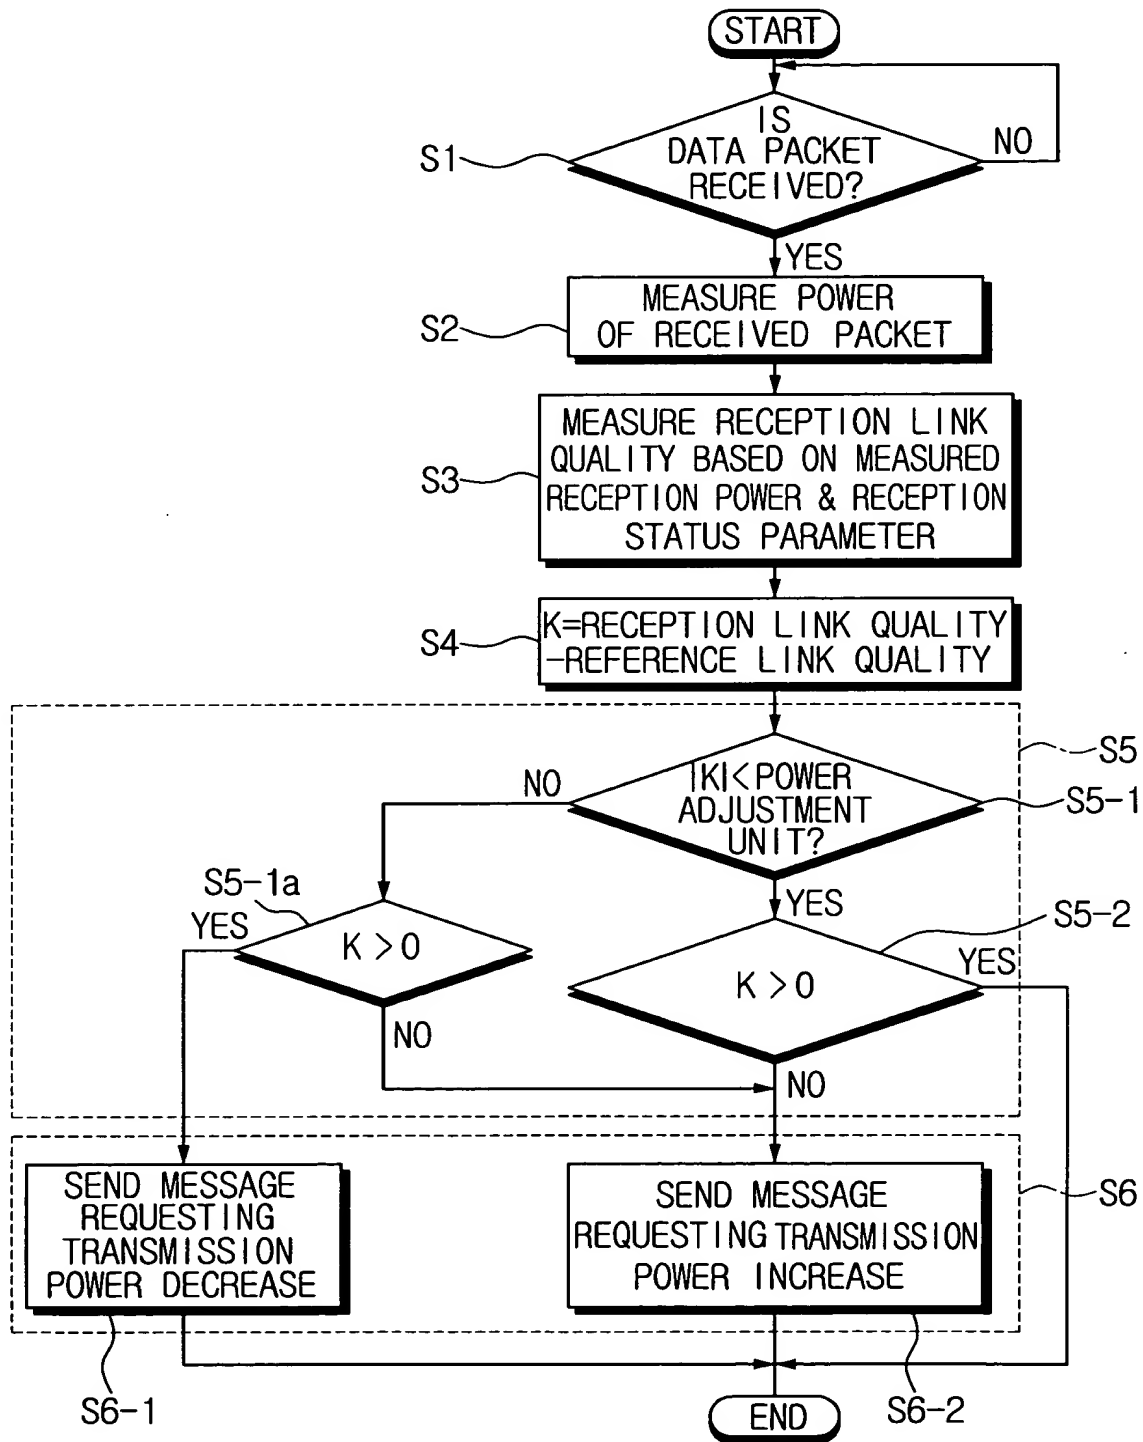 START
IS
DATA PACKET
RECEIVED?
NO
S1
YES
MEASURE POWER
OF RECEIVED PACKET
S2
MEASURE RECEPTION LINK
QUALITY BASED ON MEASURED
RECEPTION POWER & RECEPTION
STATUS PARAMETER
S3
K=RECEPTION LINK QUALITY
-REFERENCE LINK QUALITY
S4
S5
|K|<POWER
ADJUSTMENT
UNIT?
NO
S5-1
YES
S5-1a
YES
K > 0
NO
S5-2
YES
K > 0
NO
SEND MESSAGE
REQUESTING
TRANSMISSION
POWER DECREASE
SEND MESSAGE
REQUESTING TRANSMISSION
POWER INCREASE
S6
S6-1
S6-2
END